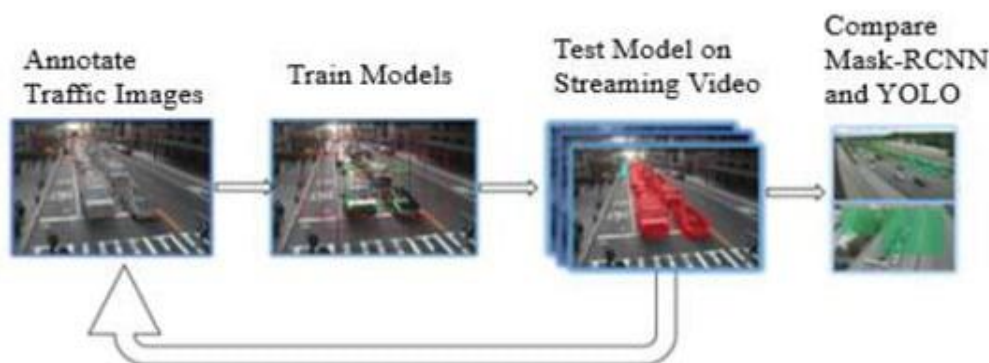 Annotate
Traffic Images
Train Models
Test Model on
Streaming Video
Compare
Mask-RCNN
and YOLO